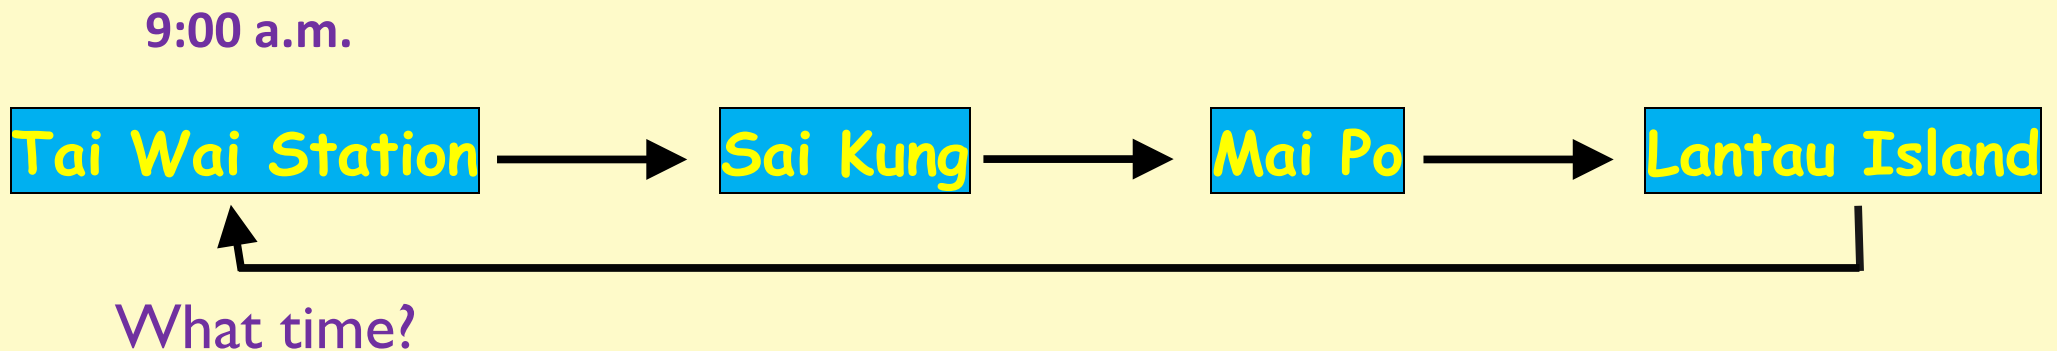 9:00 a.m.
Tai Wai Station
Sai Kung
Mai Po
Lantau Island
What time?